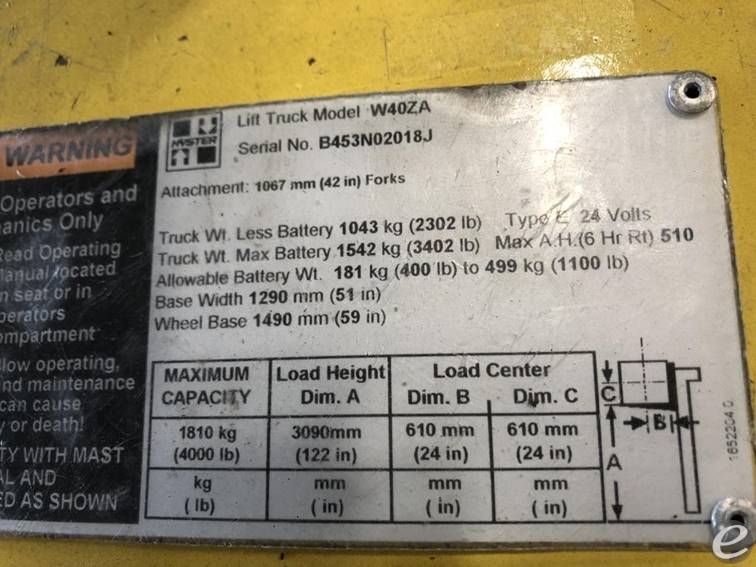 WARNING
Operators and
anics Only
Read Operating
Manual located
n seat or in
perators
ompartment
llow operating,
nd maintenance
can cause
y or death!
TY WITH MAST
AL AND
ED AS SHOWN
HYSTER
Lift Truck Model W40ZA
Serial No. B453N02018J
Attachment: 1067 mm (42 in) Forks
Truck Wt. Less Battery 1043 kg (2302 lb) Type E 24 Volts
Truck Wt. Max Battery 1542 kg (3402 lb) Max A.H.(6 Hr Rt) 510
Allowable Battery Wt. 181 kg (400 lb) to 499 kg (1100 lb)
Base Width 1290 mm (51 in)
Wheel Base 1490 mm (59 in)
MAXIMUM Load Height Load Center
CAPACITY Dim. A Dim. B Dim. C
1810 kg 3090mm 610 mm 610 mm
(4000 lb) (122 in) (24 in) (24 in)
kg mm mm mm
( lb) ( in) ( in) ( in)
C
B
A
1652204 0
e